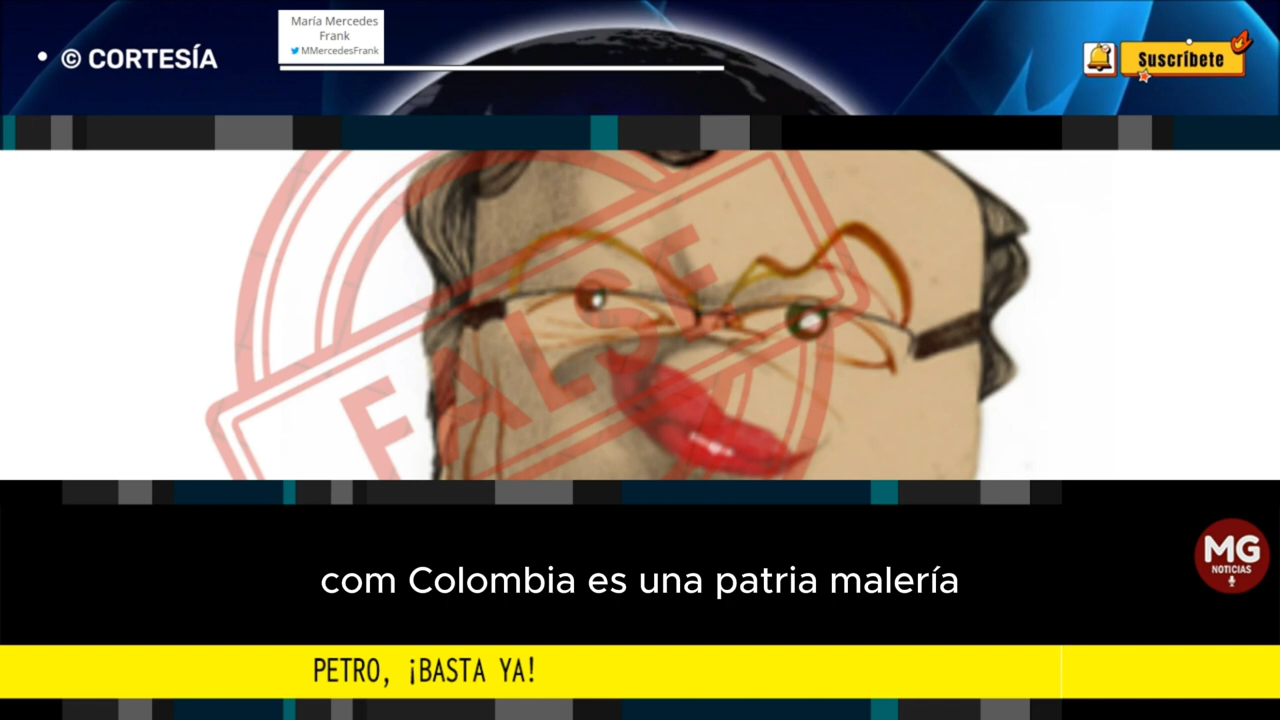 • © CORTESÍA
María Mercedes
Frank
MMercedesFrank
Suscríbete
FALSE
com Colombia es una patria malería
MG
NOTICIAS
PETRO, ¡BASTA YA!